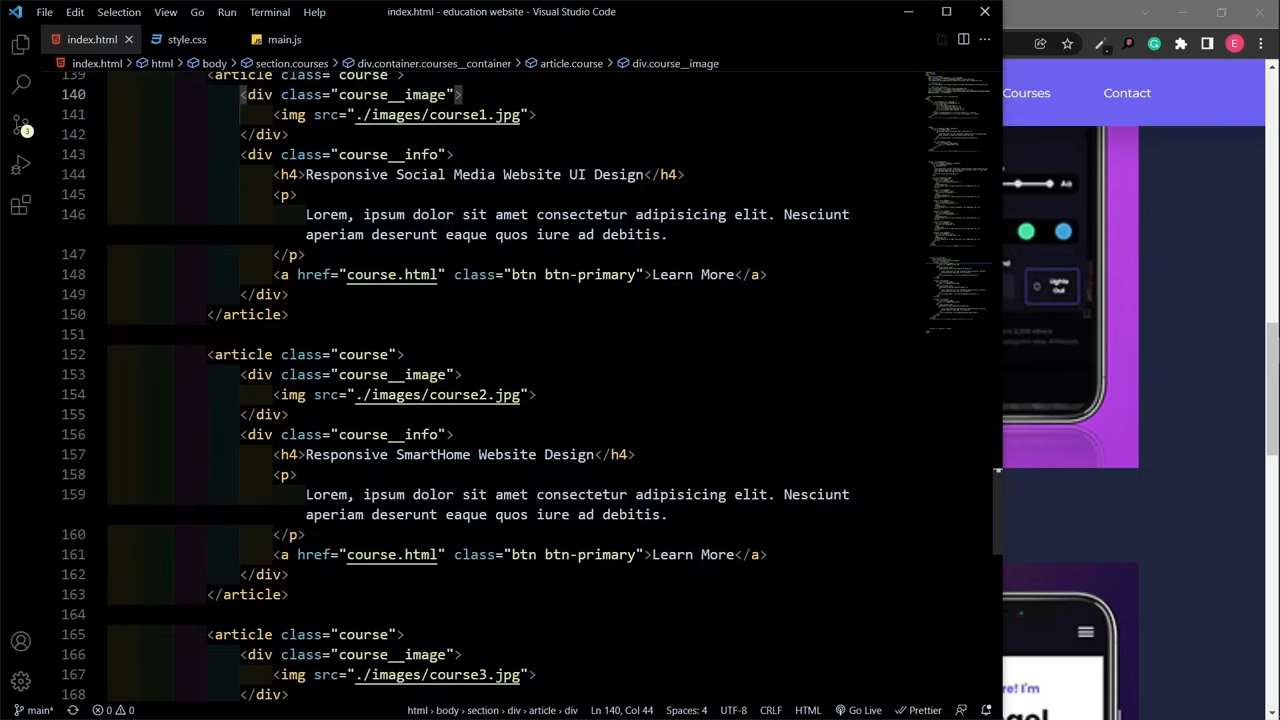 File Edit Selection View Go Run Terminal Help
index.html - education website - Visual Studio Code
index.html style.css main.js
index.html > html > body > section.courses > div.container.courses__container > article.course > div.course__image
Courses Contact
139 <article class="course">
140 <div class="course__image">
141 <img src="./images/course1.jpg"
142 </div>
143 <div class="course__info">
144 <h4>Responsive Social Media Website UI Design</h4>
145 <p>
146 Lorem, ipsum dolor sit amet consectetur adipisicing elit. Nesciunt
aperiam deserunt eaque quos iure ad debitis.
147 </p>
148 <a href="course.html" class="btn btn-primary">Learn More</a>
149 </div>
150 </article>
151
152 <article class="course">
153 <div class="course__image">
154 <img src="./images/course2.jpg">
155 </div>
156 <div class="course__info">
157 <h4>Responsive SmartHome Website Design</h4>
158 <p>
159 Lorem, ipsum dolor sit amet consectetur adipisicing elit. Nesciunt
aperiam deserunt eaque quos iure ad debitis.
160 </p>
161 <a href="course.html" class="btn btn-primary">Learn More</a>
162 </div>
163 </article>
164
165 <article class="course">
166 <div class="course__image">
167 <img src="./images/course3.jpg">
168 </div>
main* 0 0
html > body > section > div > article > div Ln 140, Col 44 Spaces: 4 UTF-8 CRLF HTML Go Live Prettier
3
E
Lights
Out
re! I'm